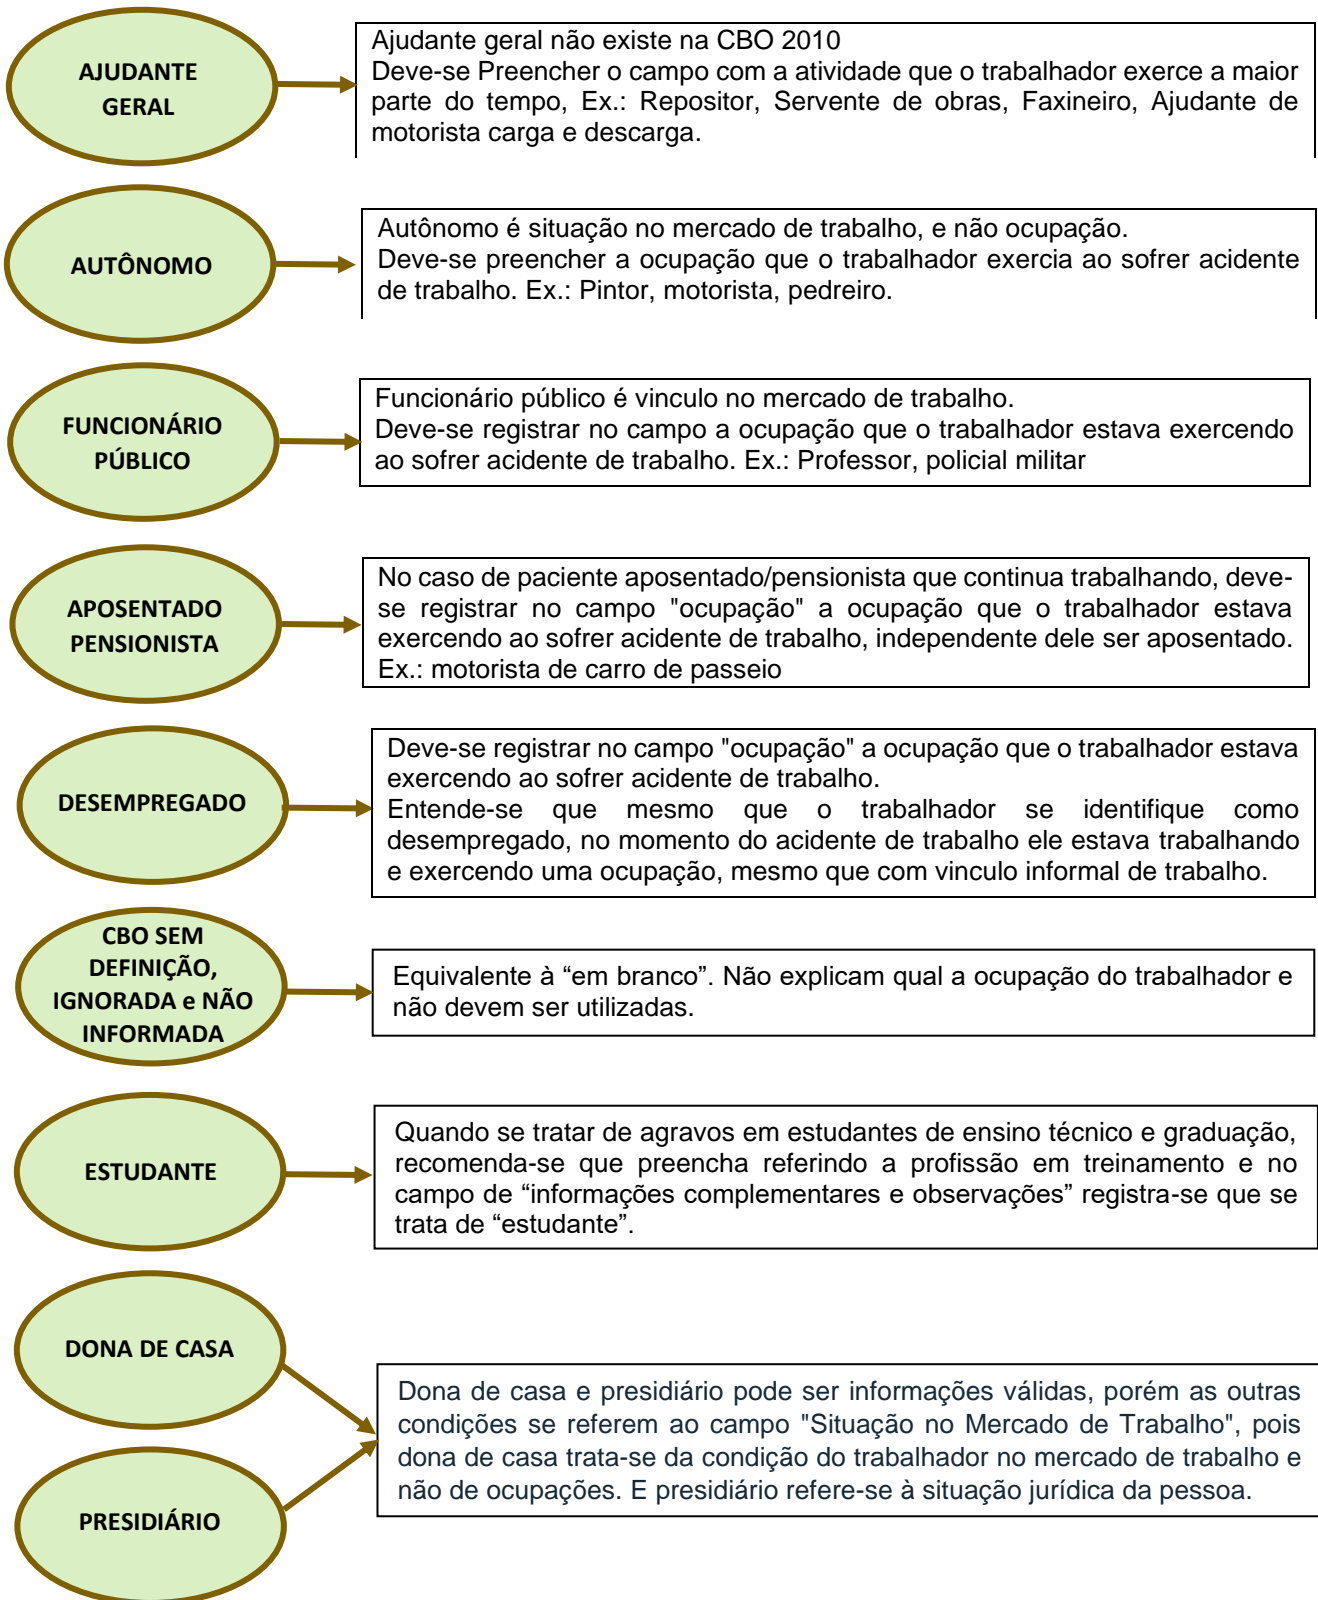 AJUDANTE
GERAL
Ajudante geral não existe na CBO 2010
Deve-se Preencher o campo com a atividade que o trabalhador exerce a maior
parte do tempo, Ex.: Repositor, Servente de obras, Faxineiro, Ajudante de
motorista carga e descarga.
AUTÔNOMO
Autônomo é situação no mercado de trabalho, e não ocupação.
Deve-se preencher a ocupação que o trabalhador exercia ao sofrer acidente
de trabalho. Ex.: Pintor, motorista, pedreiro.
FUNCIONÁRIO
PÚBLICO
Funcionário público é vinculo no mercado de trabalho.
Deve-se registrar no campo a ocupação que o trabalhador estava exercendo
ao sofrer acidente de trabalho. Ex.: Professor, policial militar
APOSENTADO
PENSIONISTA
No caso de paciente aposentado/pensionista que continua trabalhando, deve-
se registrar no campo "ocupação" a ocupação que o trabalhador estava
exercendo ao sofrer acidente de trabalho, independente dele ser aposentado.
Ex.: motorista de carro de passeio
DESEMPREGADO
Deve-se registrar no campo "ocupação" a ocupação que o trabalhador estava
exercendo ao sofrer acidente de trabalho.
Entende-se que mesmo que o trabalhador se identifique como
desempregado, no momento do acidente de trabalho ele estava trabalhando
e exercendo uma ocupação, mesmo que com vinculo informal de trabalho.
CBO SEM
DEFINIÇÃO,
IGNORADA e NÃO
INFORMADA
Equivalente à “em branco”. Não explicam qual a ocupação do trabalhador e
não devem ser utilizadas.
ESTUDANTE
Quando se tratar de agravos em estudantes de ensino técnico e graduação,
recomenda-se que preencha referindo a profissão em treinamento e no
campo de “informações complementares e observações” registra-se que se
trata de “estudante”.
DONA DE CASA
PRESIDIÁRIO
Dona de casa e presidiário pode ser informações válidas, porém as outras
condições se referem ao campo "Situação no Mercado de Trabalho", pois
dona de casa trata-se da condição do trabalhador no mercado de trabalho e
não de ocupações. E presidiário refere-se à situação jurídica da pessoa.